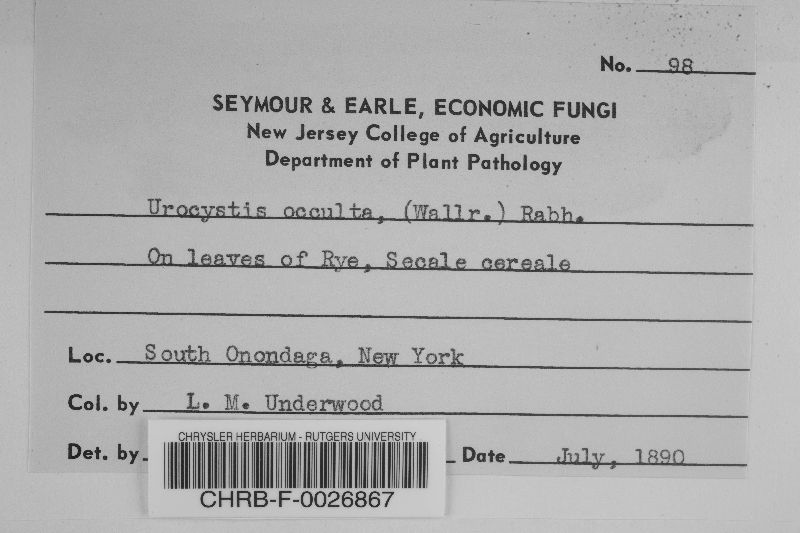 No. 98
SEYMOUR & EARLE, ECONOMIC FUNGI
New Jersey College of Agriculture
Department of Plant Pathology
Urocystis occulta, (Wallr.) Rabh.
On leaves of Rye, Secale cereale
Loc. South Onondaga, New York
Col. by L. M. Underwood
Det. by Date July, 1890
CHRYSLER HERBARIUM - RUTGERS UNIVERSITY
CHRB-F-0026867